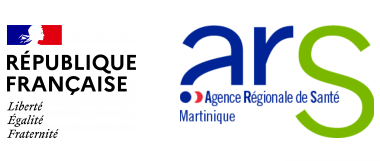 RÉPUBLIQUE
FRANÇAISE
Liberté
Égalité
Fraternité
ars
Agence Régionale de Santé
Martinique